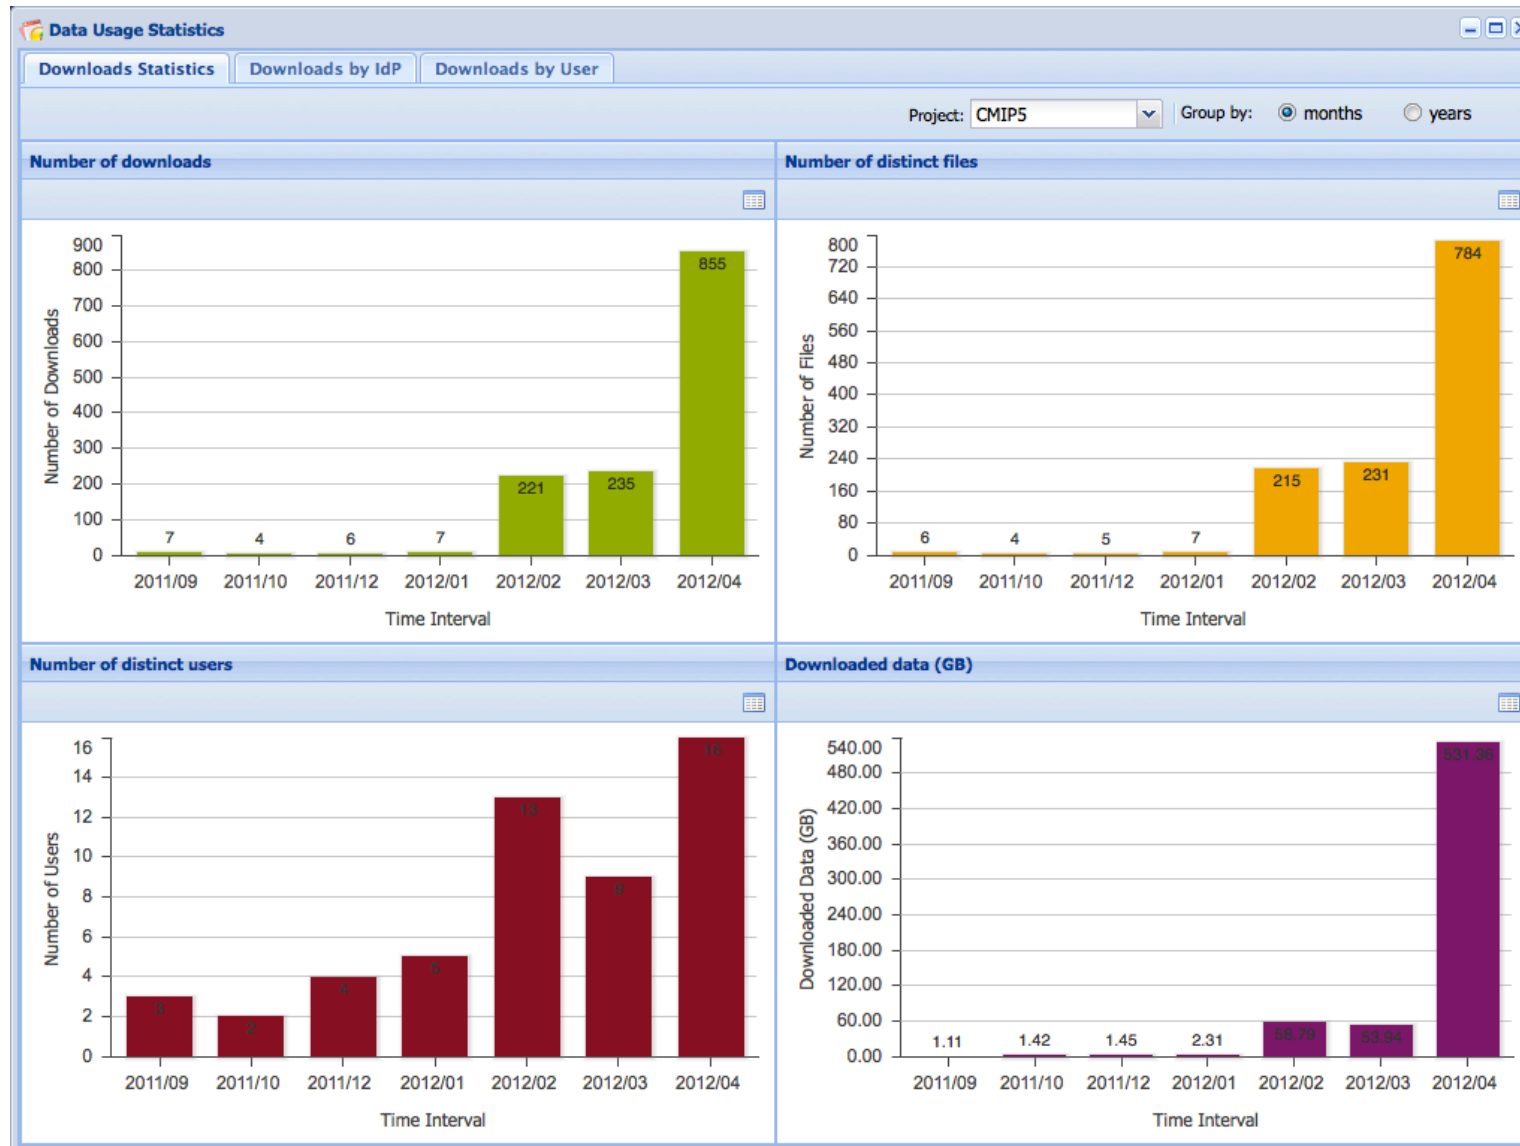 Data Usage Statistics
Downloads Statistics Downloads by IdP Downloads by User
Project: CMIP5 Group by: months years
Number of downloads
900
800
700
600
500
400
300
200
100
0
Number of Downloads
7 4 6 7 221 235 855
2011/09 2011/10 2011/12 2012/01 2012/02 2012/03 2012/04
Time Interval
Number of distinct files
800
720
640
560
480
400
320
240
160
80
0
Number of Files
6 4 5 7 215 231 784
2011/09 2011/10 2011/12 2012/01 2012/02 2012/03 2012/04
Time Interval
Number of distinct users
16
14
12
10
8
6
4
2
0
Number of Users
3 2 4 5 13 9 16
2011/09 2011/10 2011/12 2012/01 2012/02 2012/03 2012/04
Time Interval
Downloaded data (GB)
540.00
480.00
420.00
360.00
300.00
240.00
180.00
120.00
60.00
0.00
Downloaded Data (GB)
1.11 1.42 1.45 2.31 58.79 53.94 531.36
2011/09 2011/10 2011/12 2012/01 2012/02 2012/03 2012/04
Time Interval